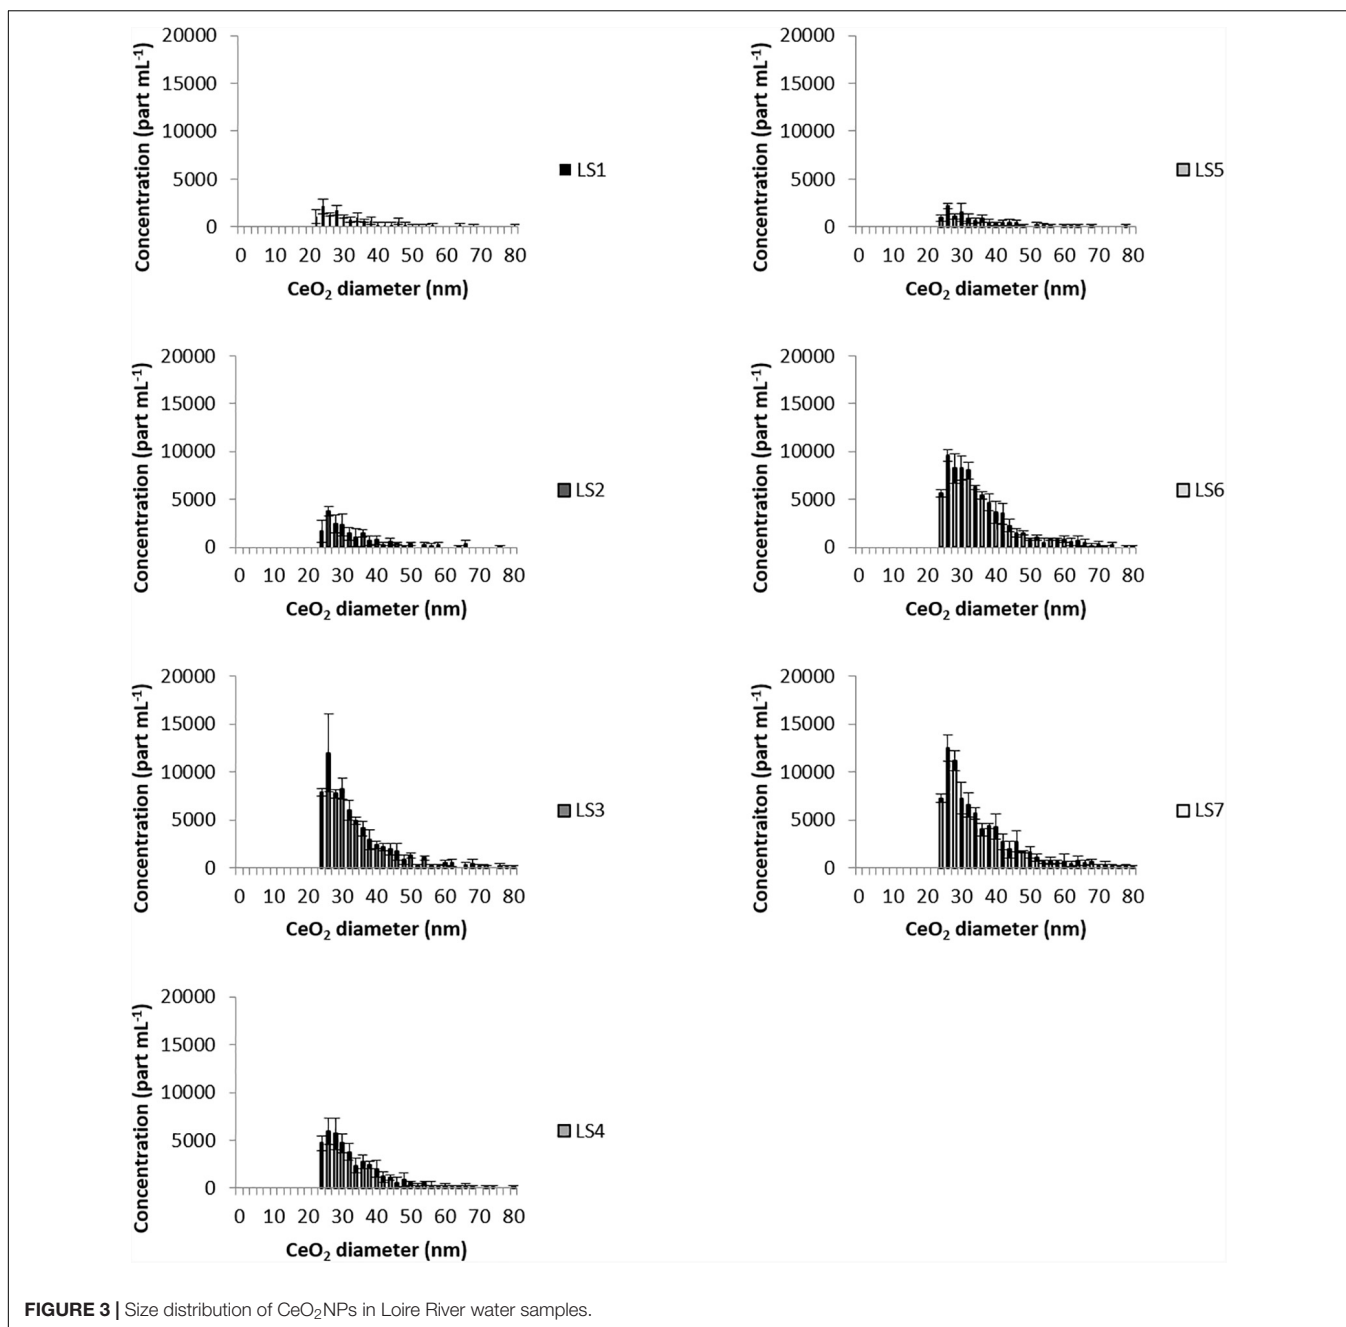 20000
15000
10000
5000
0
Concentration (part mL-1)
0 10 20 30 40 50 60 70 80
CeO2 diameter (nm)
LS1
20000
15000
10000
5000
0
Concentration (part mL-1)
0 10 20 30 40 50 60 70 80
CeO2 diameter (nm)
LS5
20000
15000
10000
5000
0
Concentration (part mL-1)
0 10 20 30 40 50 60 70 80
CeO2 diameter (nm)
LS2
20000
15000
10000
5000
0
Concentration (part mL-1)
0 10 20 30 40 50 60 70 80
CeO2 diameter (nm)
LS6
20000
15000
10000
5000
0
Concentration (part mL-1)
0 10 20 30 40 50 60 70 80
CeO2 diameter (nm)
LS3
20000
15000
10000
5000
0
Concentraiton (part mL-1)
0 10 20 30 40 50 60 70 80
CeO2 diameter (nm)
LS7
20000
15000
10000
5000
0
Concentration (part mL-1)
0 10 20 30 40 50 60 70 80
CeO2 diameter (nm)
LS4
FIGURE 3 | Size distribution of CeO2NPs in Loire River water samples.